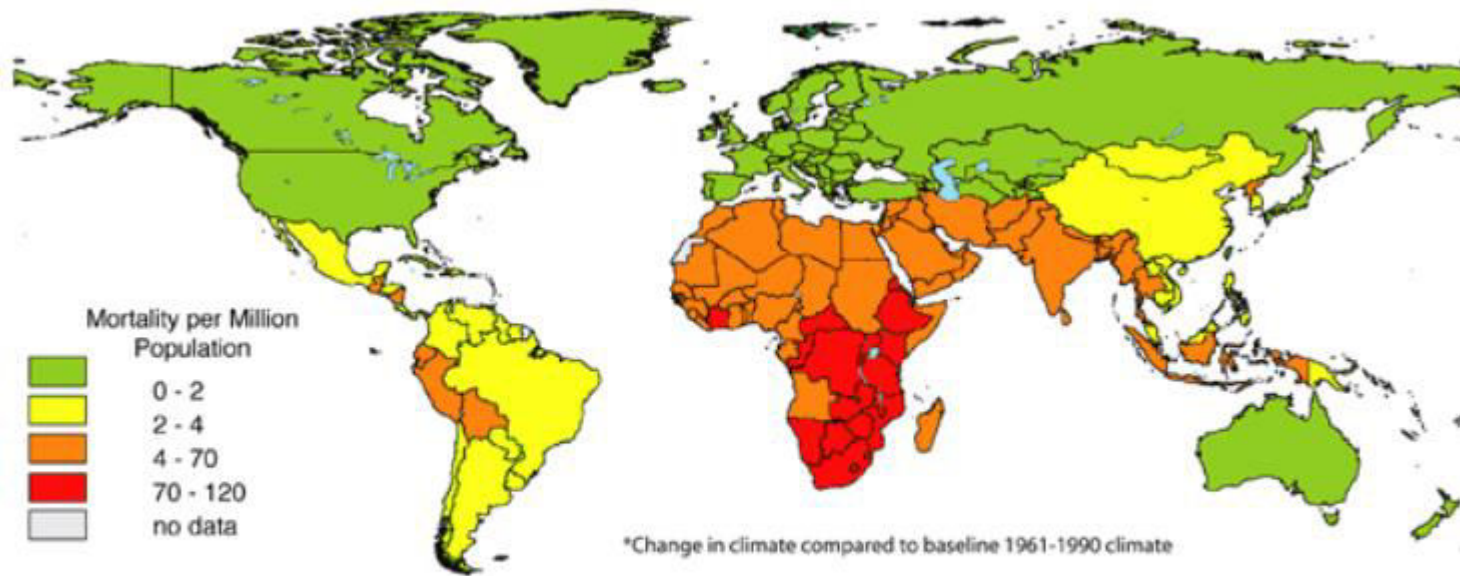 Mortality per Million
Population
0 - 2
2 - 4
4 - 70
70 - 120
no data
*Change in climate compared to baseline 1961-1990 climate